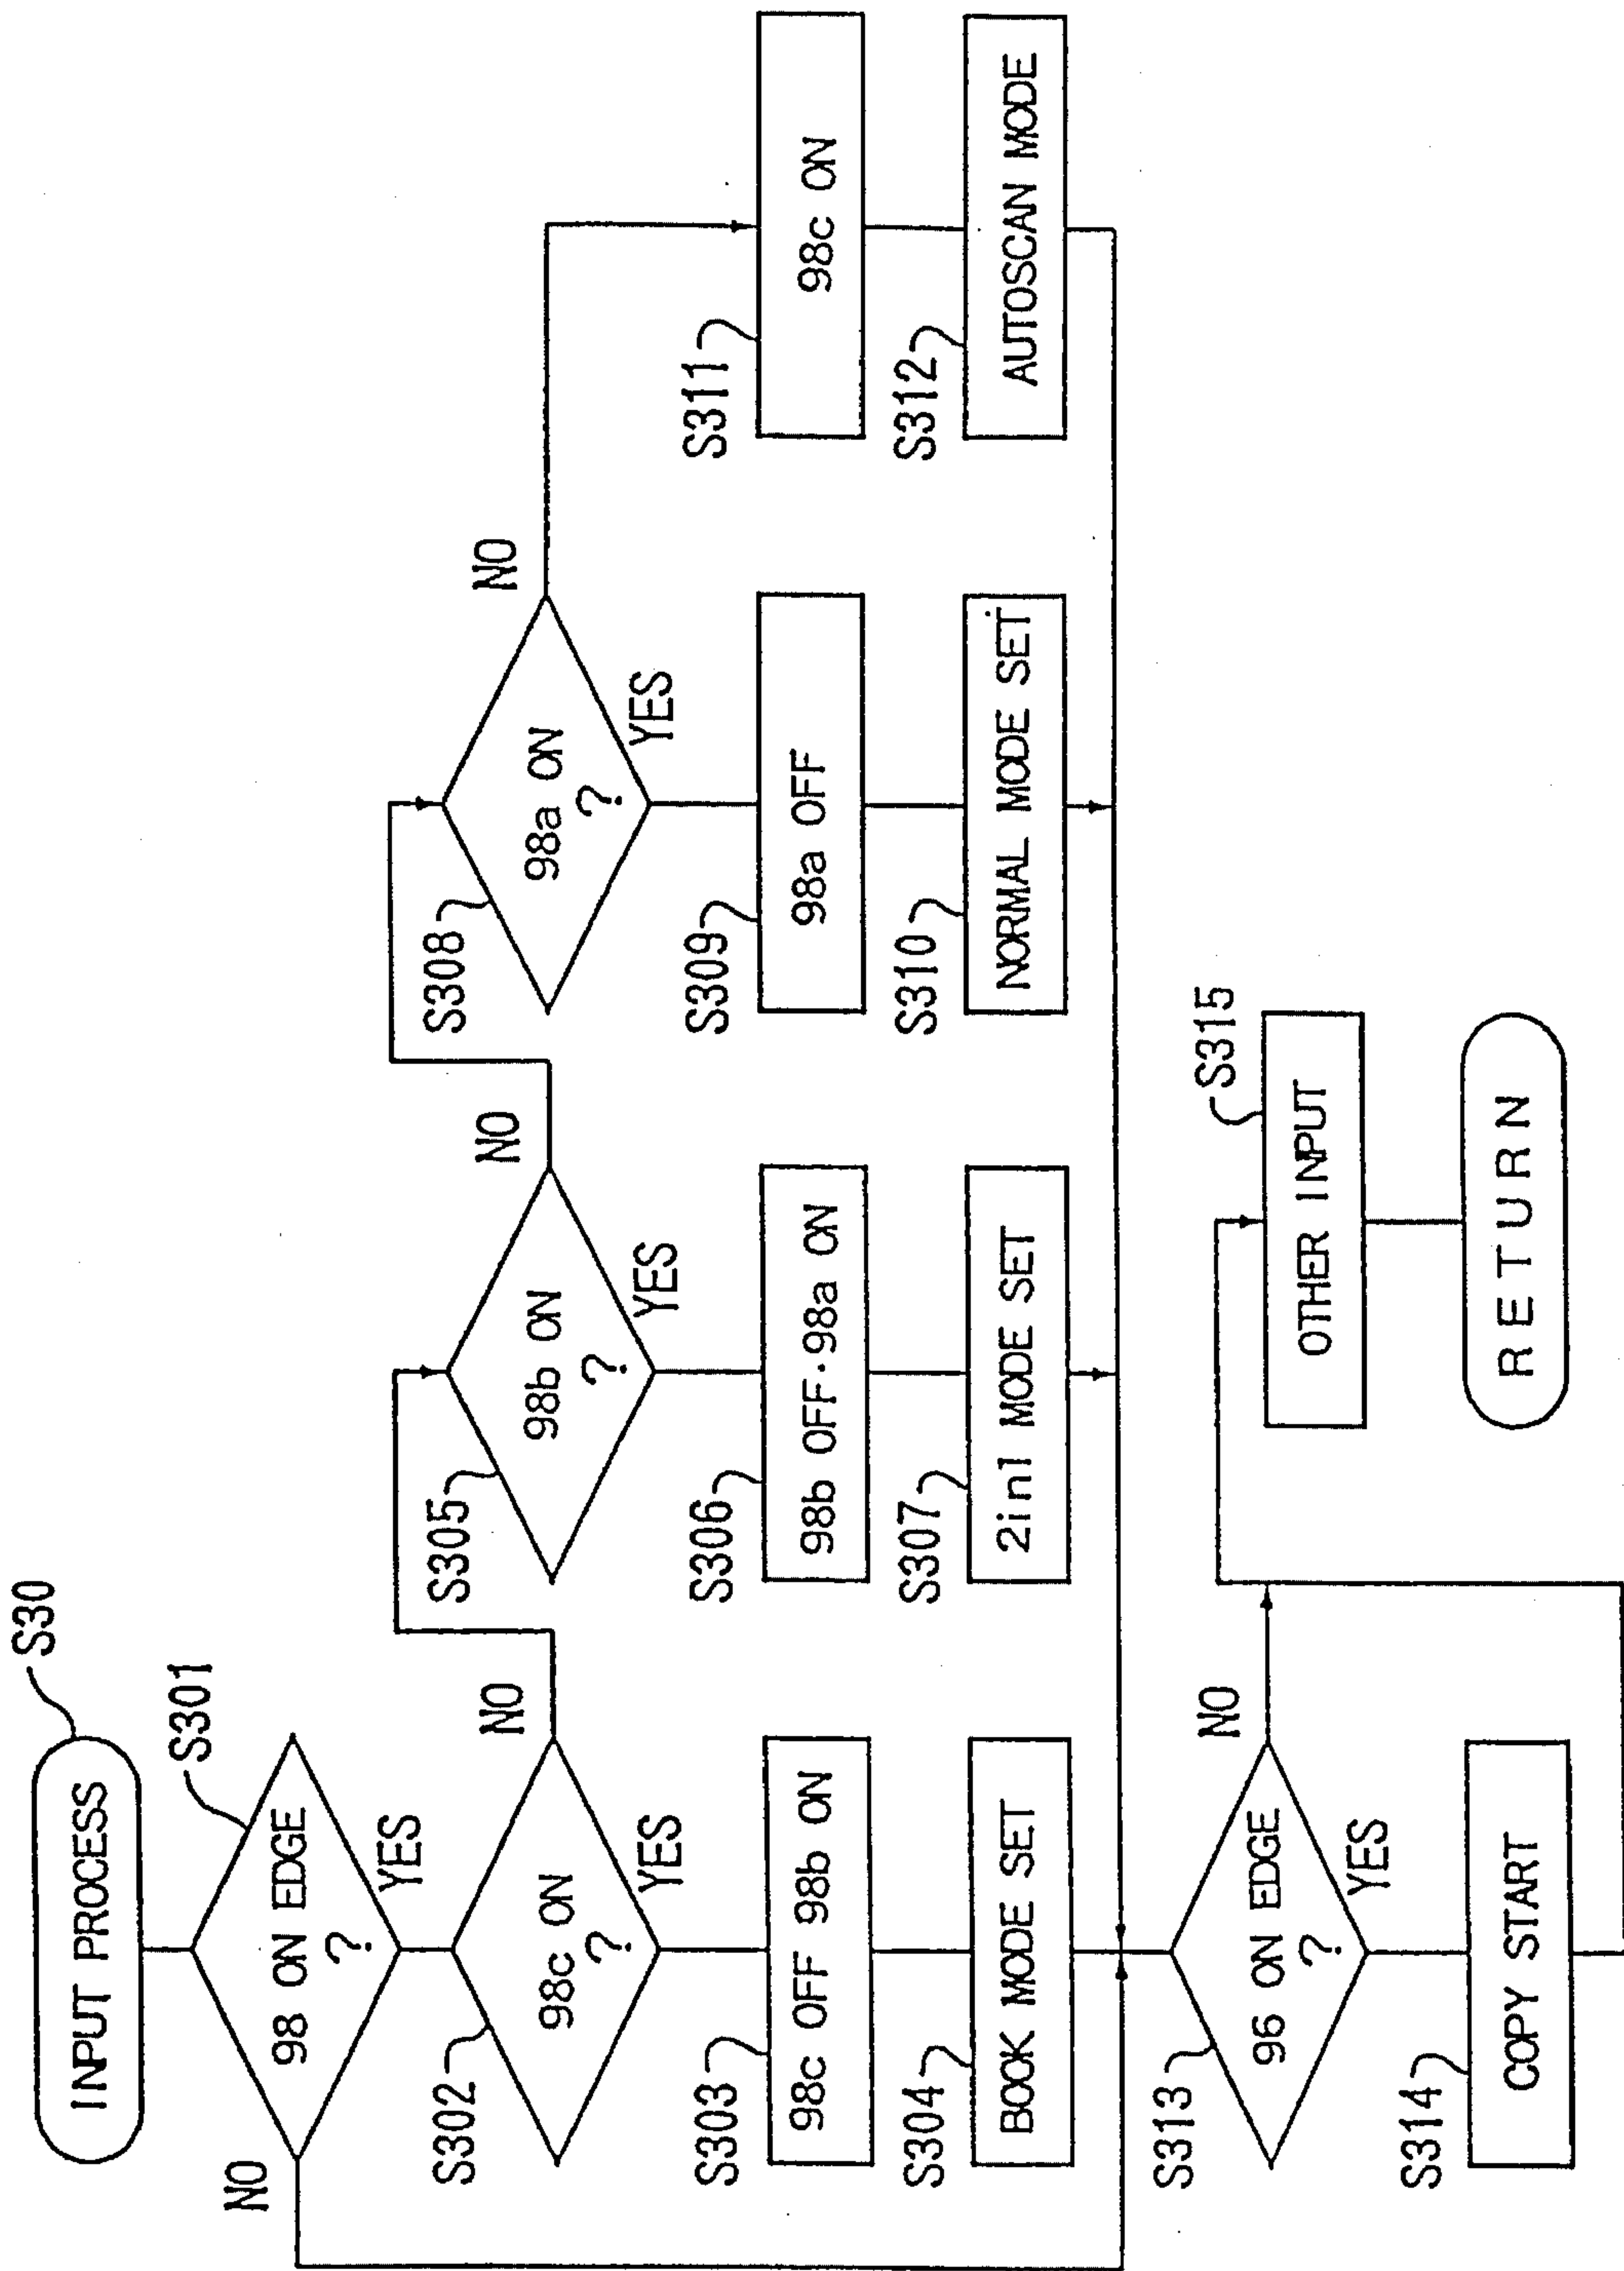 INPUT PROCESS
S30
98 ON EDGE
?
S301
NO
YES
98c ON
?
S302
NO
YES
98c OFF 98b ON
S303
BOOK MODE SET
S304
98b ON
?
S305
NO
YES
98b OFF·98a ON
S306
2in1 MODE SET
S307
98a ON
?
S308
NO
YES
98a OFF
S309
NORMAL MODE SET
S310
98c ON
S311
AUTOSCAN MODE
S312
96 ON EDGE
?
S313
NO
YES
COPY START
S314
OTHER INPUT
S315
RETURN